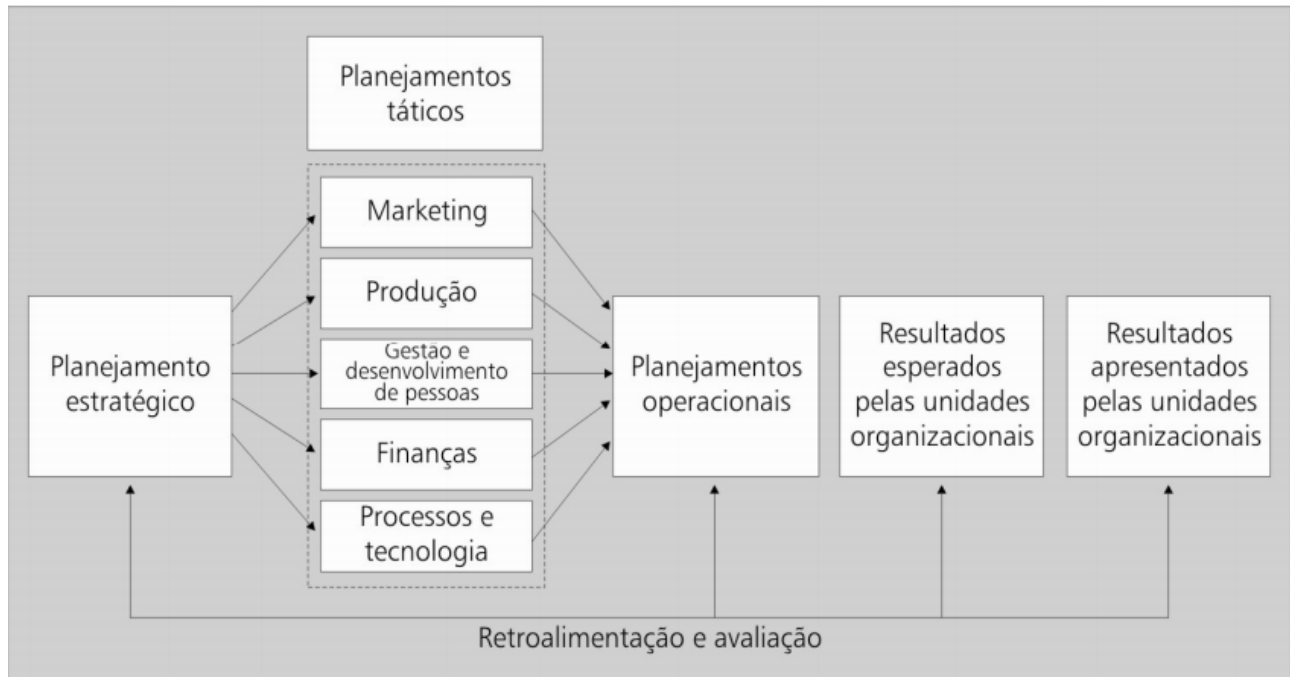 Planejamentos
táticos
Marketing
Produção
Gestão e
desenvolvimento
de pessoas
Finanças
Processos e
tecnologia
Planejamento
estratégico
Planejamentos
operacionais
Resultados
esperados
pelas unidades
organizacionais
Resultados
apresentados
pelas unidades
organizacionais
Retroalimentação e avaliação